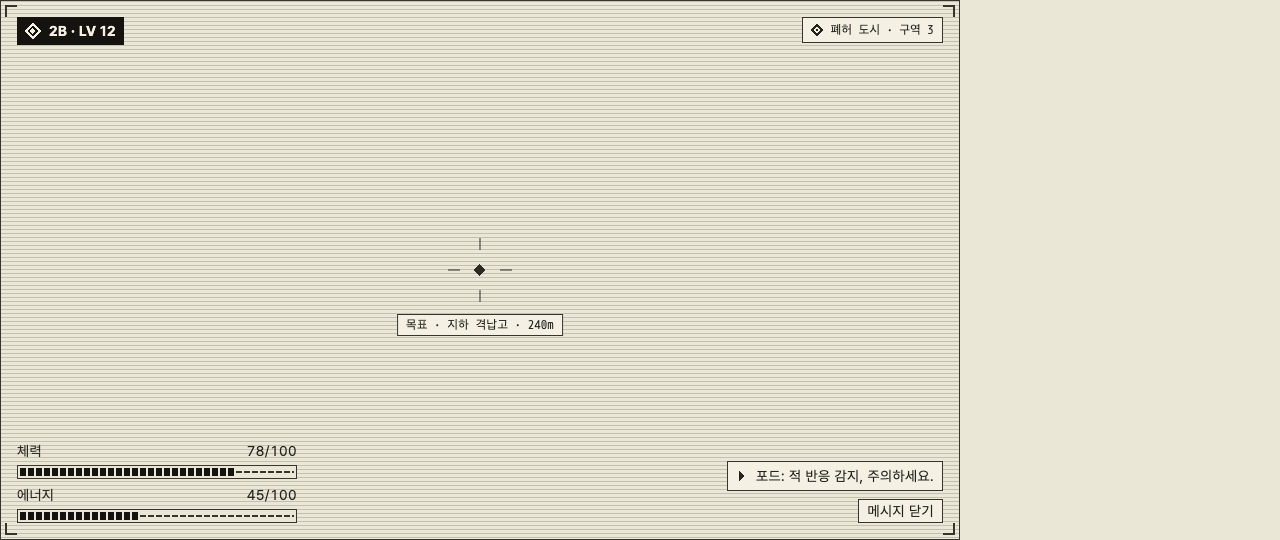 2B · LV 12
폐허 도시 · 구역 3
목표 · 지하 격납고 · 240m
체력 78/100
에너지 45/100
포드: 적 반응 감지, 주의하세요.
메시지 닫기